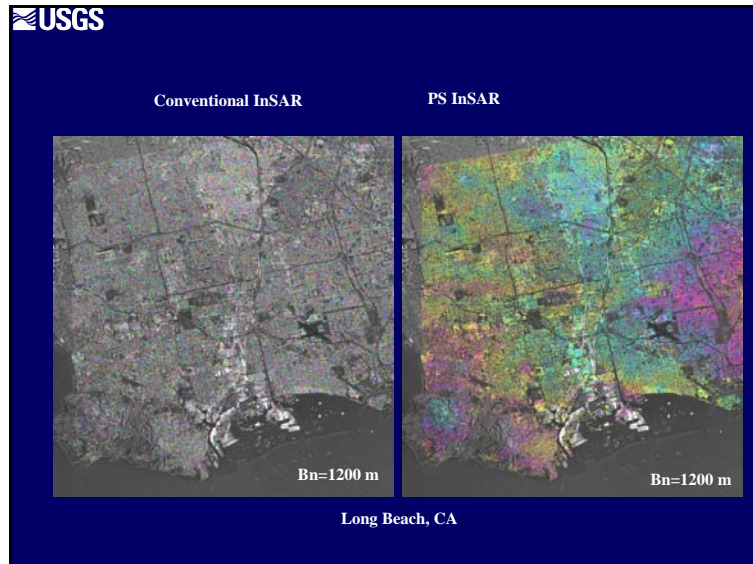 USGS
Conventional InSAR
PS InSAR
Bn=1200 m
Bn=1200 m
Long Beach, CA